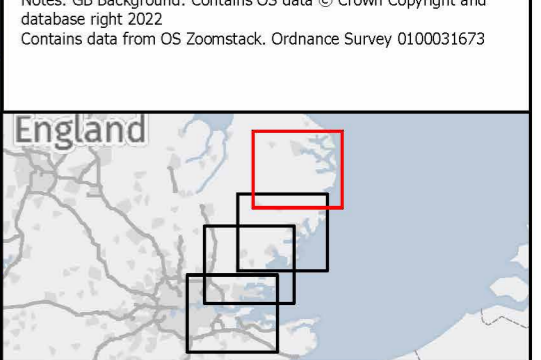 Notes: GB Background: Contains OS data © Crown Copyright and
database right 2022
Contains data from OS Zoomstack. Ordnance Survey 0100031673
England